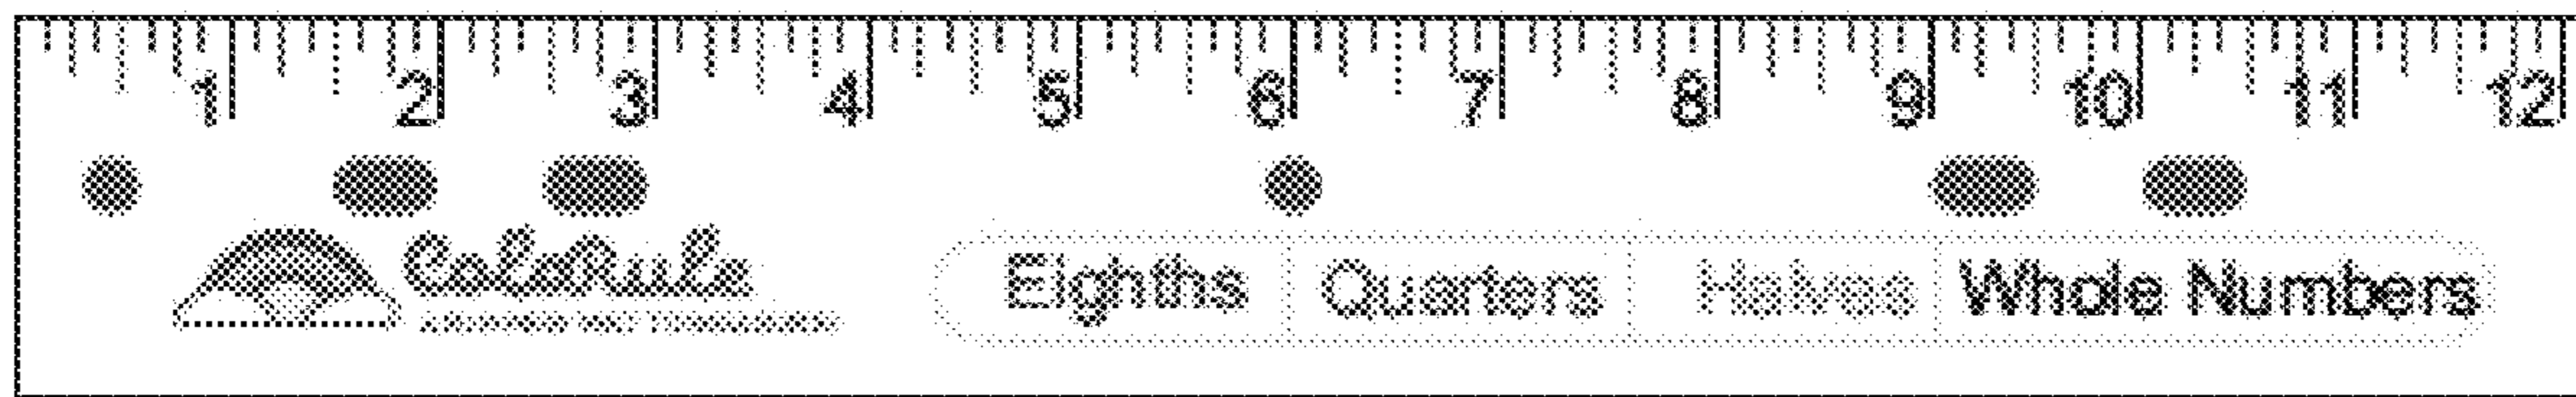 1 2 3 4 5 6 7 8 9 10 11 12
ColoRule
Eighths Quarters Halves Whole Numbers